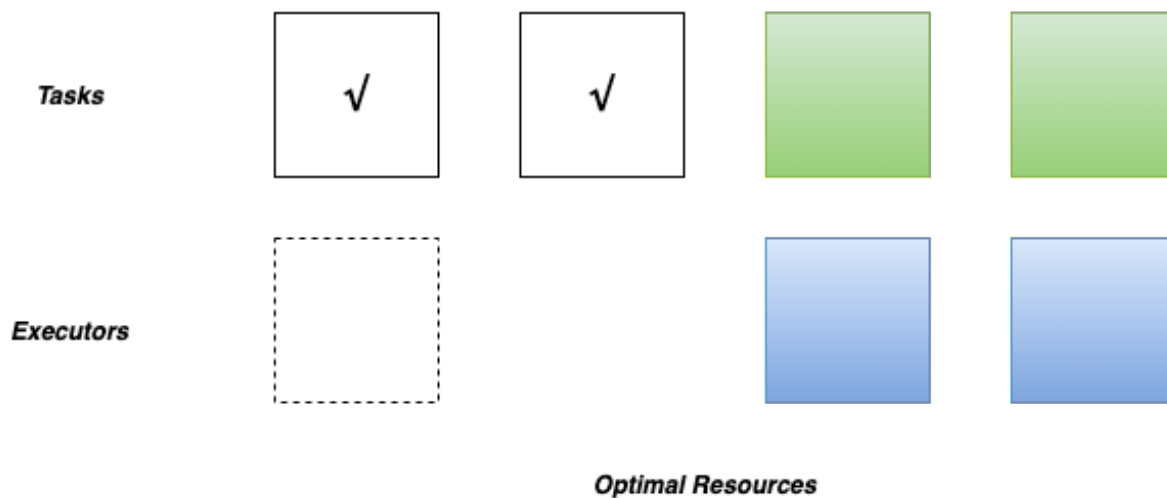 Tasks
√
√
Executors
Optimal Resources